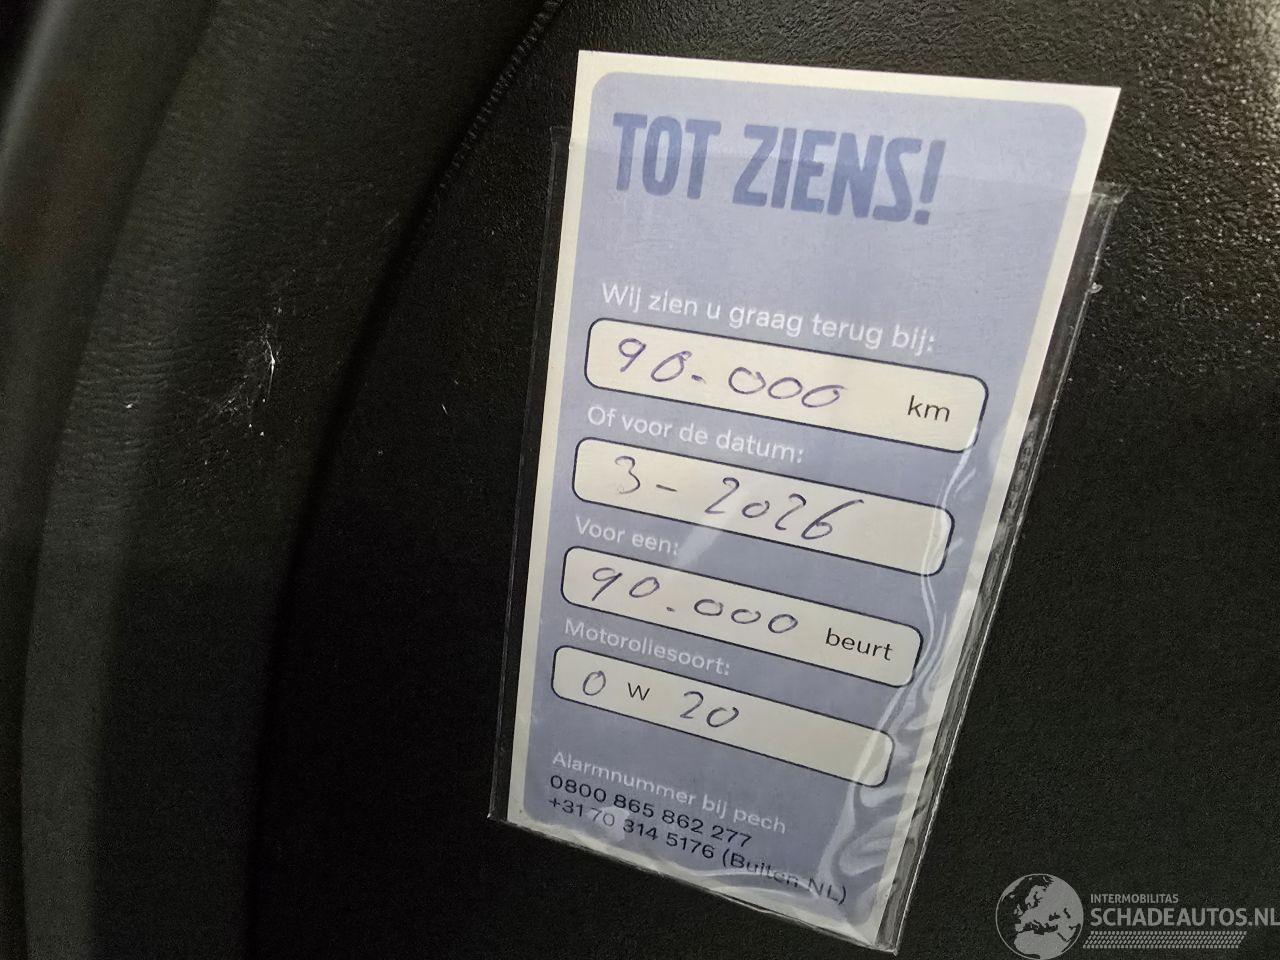 TOT ZIENS!
Wij zien u graag terug bij:
90.000 km
Of voor de datum:
3-2026
Voor een:
90.000 beurt
Motoroliesoort:
0 W 20
Alarmnummer bij pech
0800 865 862 277
+31 70 314 5176 (Buiten NL)
INTERMOBILITAS
SCHADEAUTOS.NL